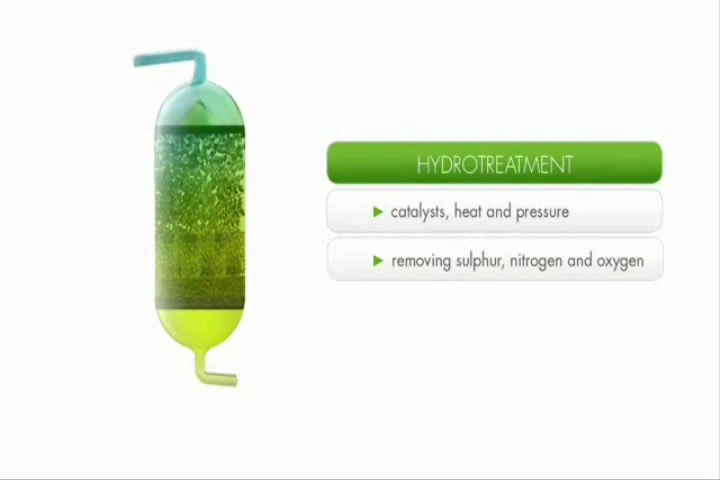 HYDROTREATMENT
catalysts, heat and pressure
removing sulphur, nitrogen and oxygen